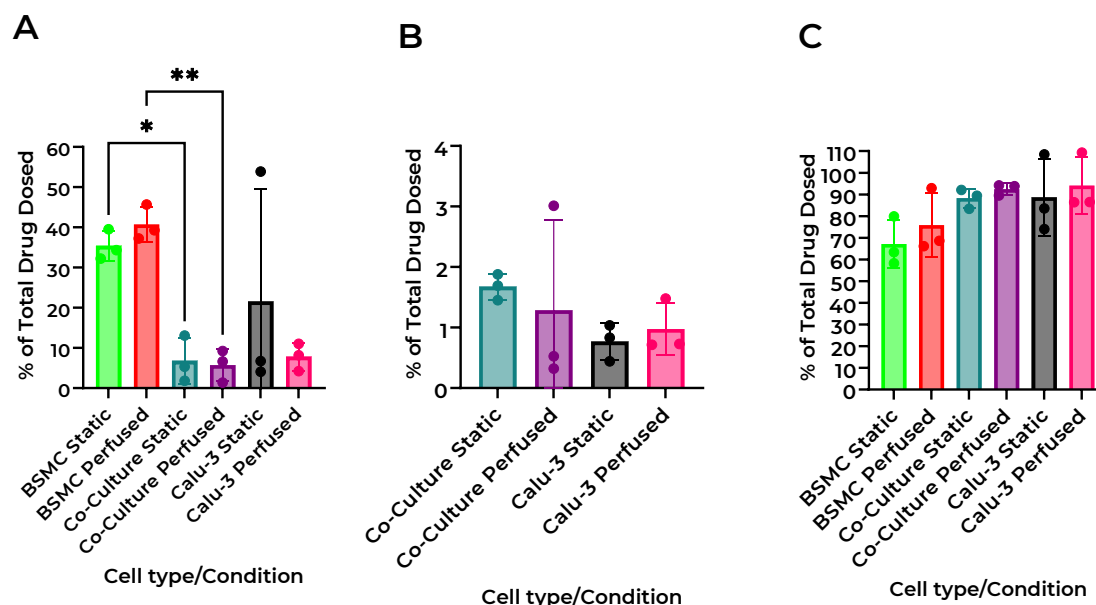 A
B
C
**
*
% of Total Drug Dosed
60
50
40
30
20
10
0
BSMC Static
BSMC Perfused
Co-Culture Static
Co-Culture Perfused
Calu-3 Static
Calu-3 Perfused
Cell type/Condition
% of Total Drug Dosed
4
3
2
1
0
Co-Culture Static
Co-Culture Perfused
Calu-3 Static
Calu-3 Perfused
Cell type/Condition
% of Total Drug Dosed
110
100
90
80
70
60
50
40
30
20
10
0
BSMC Static
BSMC Perfused
Co-Culture Static
Co-Culture Perfused
Calu-3 Static
Calu-3 Perfused
Cell type/Condition